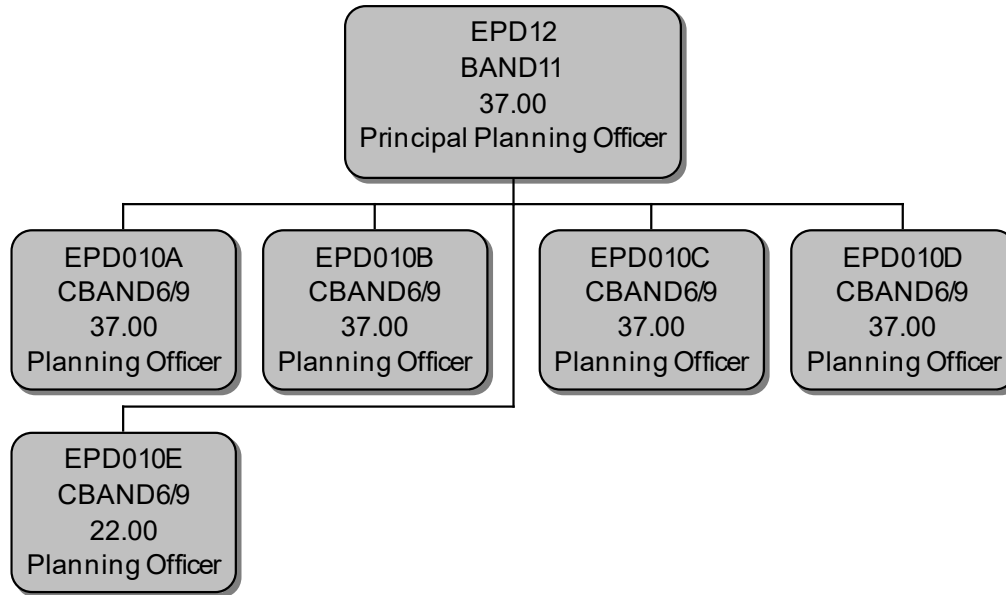 EPD12
BAND11
37.00
Principal Planning Officer
EPD010A
CBAND6/9
37.00
Planning Officer
EPD010B
CBAND6/9
37.00
Planning Officer
EPD010C
CBAND6/9
37.00
Planning Officer
EPD010D
CBAND6/9
37.00
Planning Officer
EPD010E
CBAND6/9
22.00
Planning Officer